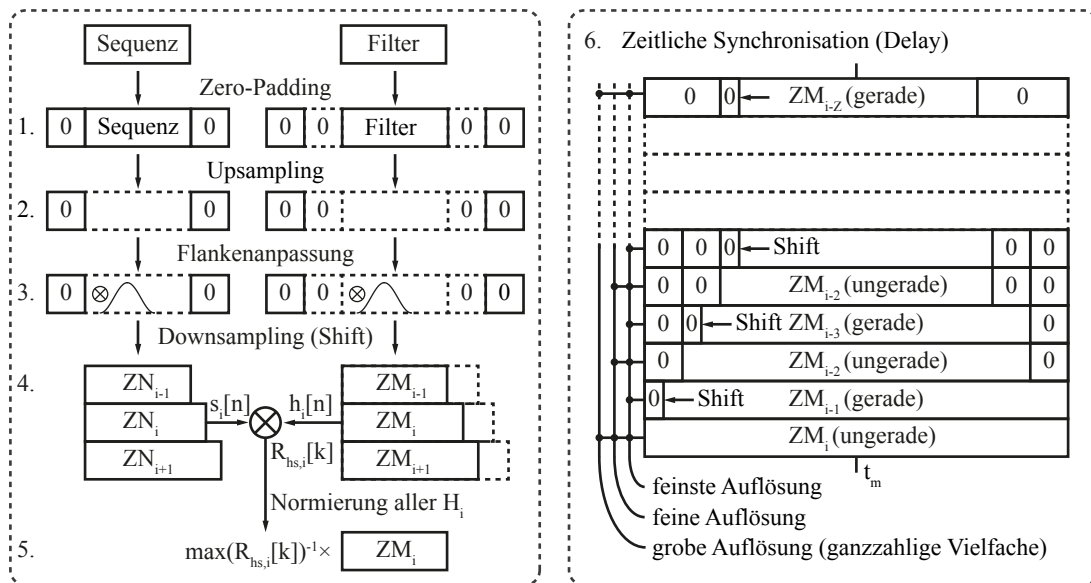 Sequenz Filter
Zero-Padding
1. 0 Sequenz 0 0 0 Filter 0 0
Upsampling
2. 0 0 0 0 0 0
Flankenanpassung
3. 0 ⊗ 0 0 0 ⊗ 0 0
Downsampling (Shift)
4. ZN_{i-1} ZM_{i-1}
ZN_i s_i[n] h_i[n] ZM_i
ZN_{i+1} R_{hs,i}[k] ZM_{i+1}
Normierung aller H_i
5. max(R_{hs,i}[k])^{-1}× ZM_i
6. Zeitliche Synchronisation (Delay)
0 0 ZM_{i-Z} (gerade) 0
0 0 0 Shift 0 0
0 0 ZM_{i-2} (ungerade) 0 0
0 0 Shift ZM_{i-3} (gerade) 0
0 ZM_{i-2} (ungerade) 0
0 Shift ZM_{i-1} (gerade)
ZM_i (ungerade)
t_m
feinste Auflösung
feine Auflösung
grobe Auflösung (ganzzahlige Vielfache)